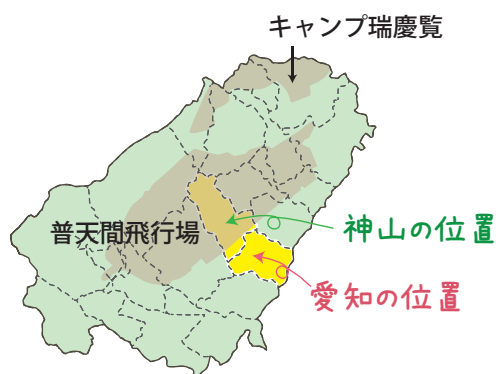 キャンプ瑞慶覧
普天間飛行場
神山の位置
愛知の位置